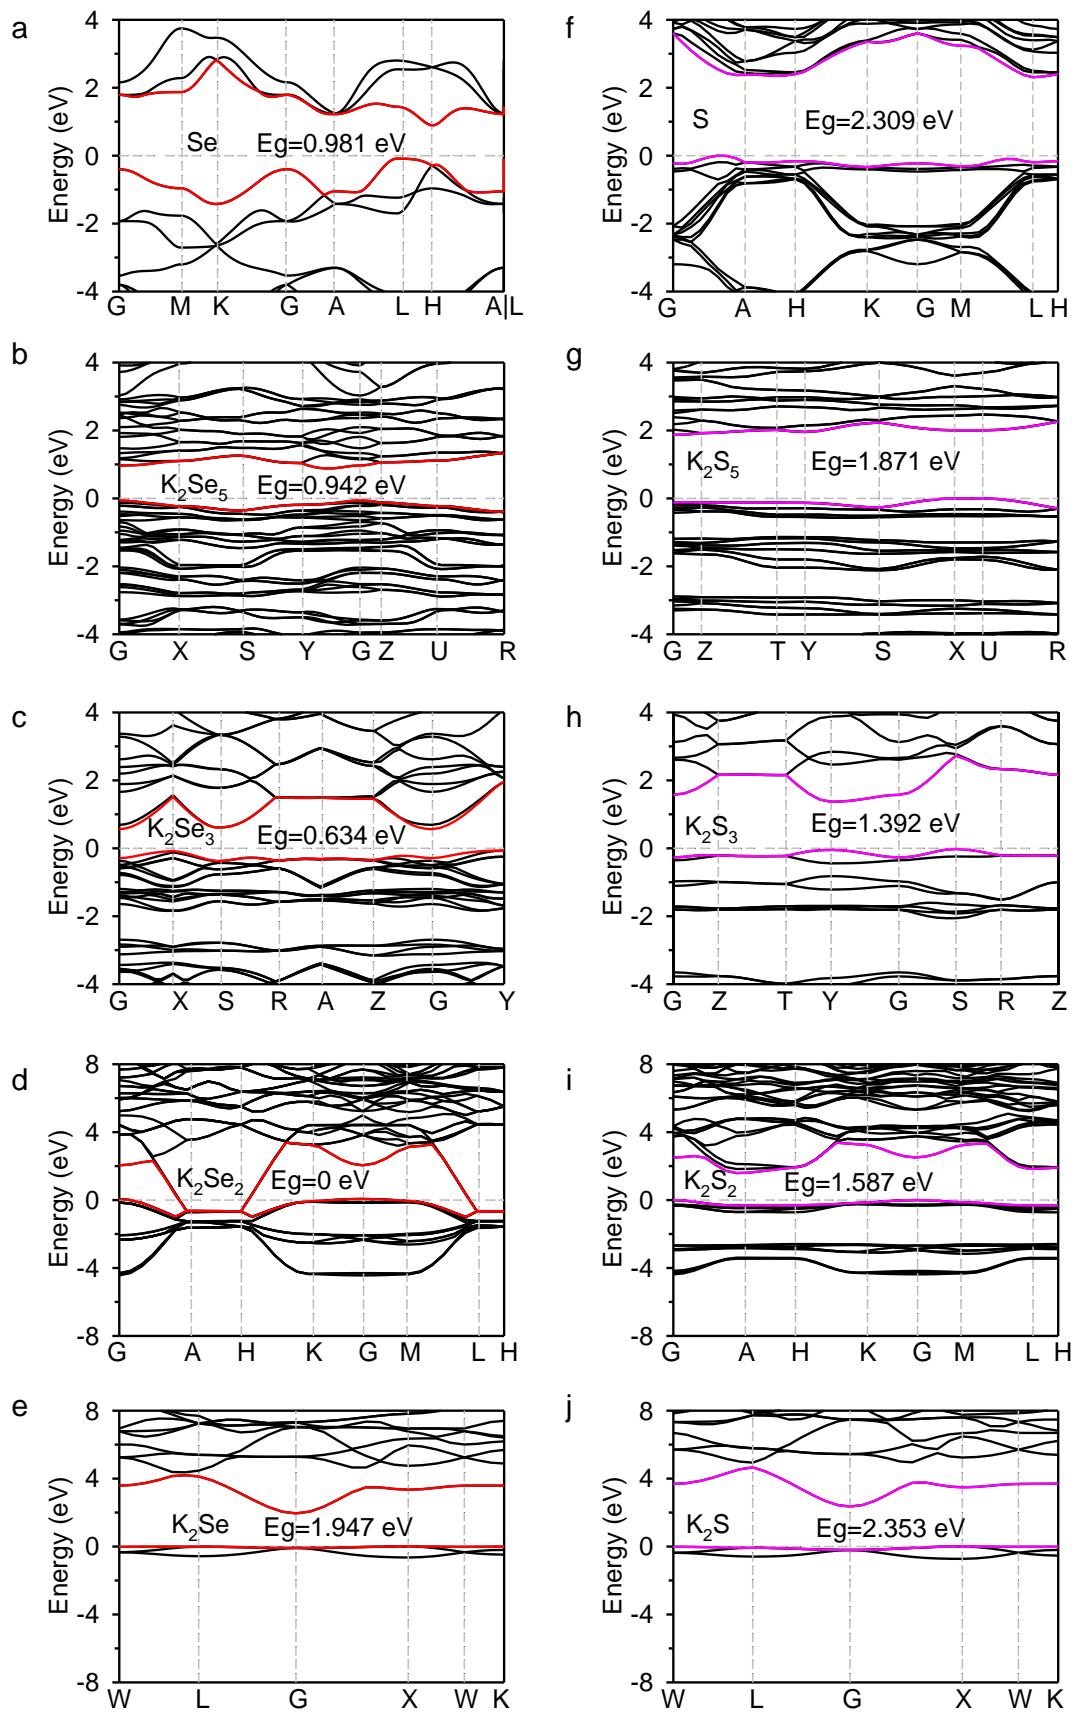 a
Energy (eV)
4
2
0
-2
-4
Se Eg=0.981 eV
G M K G A L H A|L
f
Energy (eV)
4
2
0
-2
-4
S Eg=2.309 eV
G A H K G M L H
b
Energy (eV)
4
2
0
-2
-4
K₂Se₅ Eg=0.942 eV
G X S Y G Z U R
g
Energy (eV)
4
2
0
-2
-4
K₂S₅ Eg=1.871 eV
G Z T Y S X U R
c
Energy (eV)
4
2
0
-2
-4
K₂Se₃ Eg=0.634 eV
G X S R A Z G Y
h
Energy (eV)
4
2
0
-2
-4
K₂S₃ Eg=1.392 eV
G Z T Y G S R Z
d
Energy (eV)
8
4
0
-4
-8
K₂Se₂ Eg=0 eV
G A H K G M L H
i
Energy (eV)
8
4
0
-4
-8
K₂S₂ Eg=1.587 eV
G A H K G M L H
e
Energy (eV)
8
4
0
-4
-8
K₂Se Eg=1.947 eV
W L G X W K
j
Energy (eV)
8
4
0
-4
-8
K₂S Eg=2.353 eV
W L G X W K